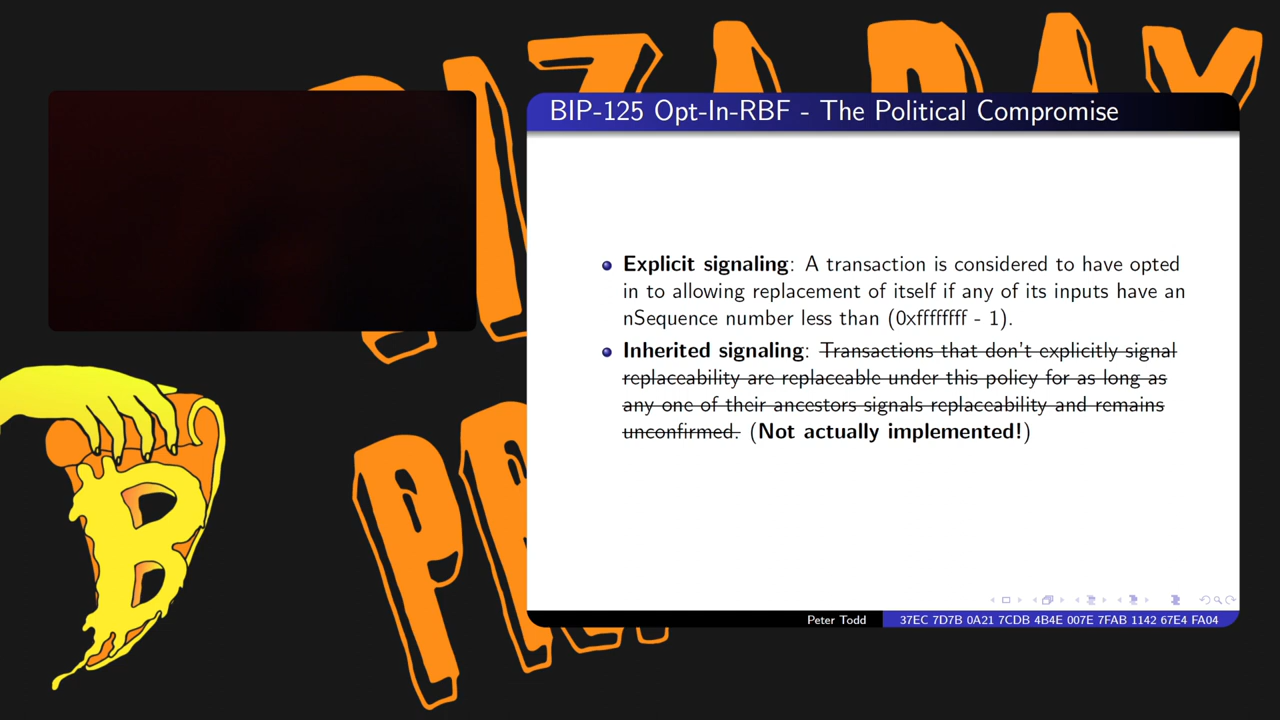 PIZZA DAY
PR
BIP-125 Opt-In-RBF - The Political Compromise
Explicit signaling: A transaction is considered to have opted
in to allowing replacement of itself if any of its inputs have an
nSequence number less than (0xffffffff - 1).
Inherited signaling: Transactions that don't explicitly signal
replaceability are replaceable under this policy for as long as
any one of their ancestors signals replaceability and remains
unconfirmed. (Not actually implemented!)
Peter Todd
37EC 7D7B 0A21 7CDB 4B4E 007E 7FAB 1142 67E4 FA04